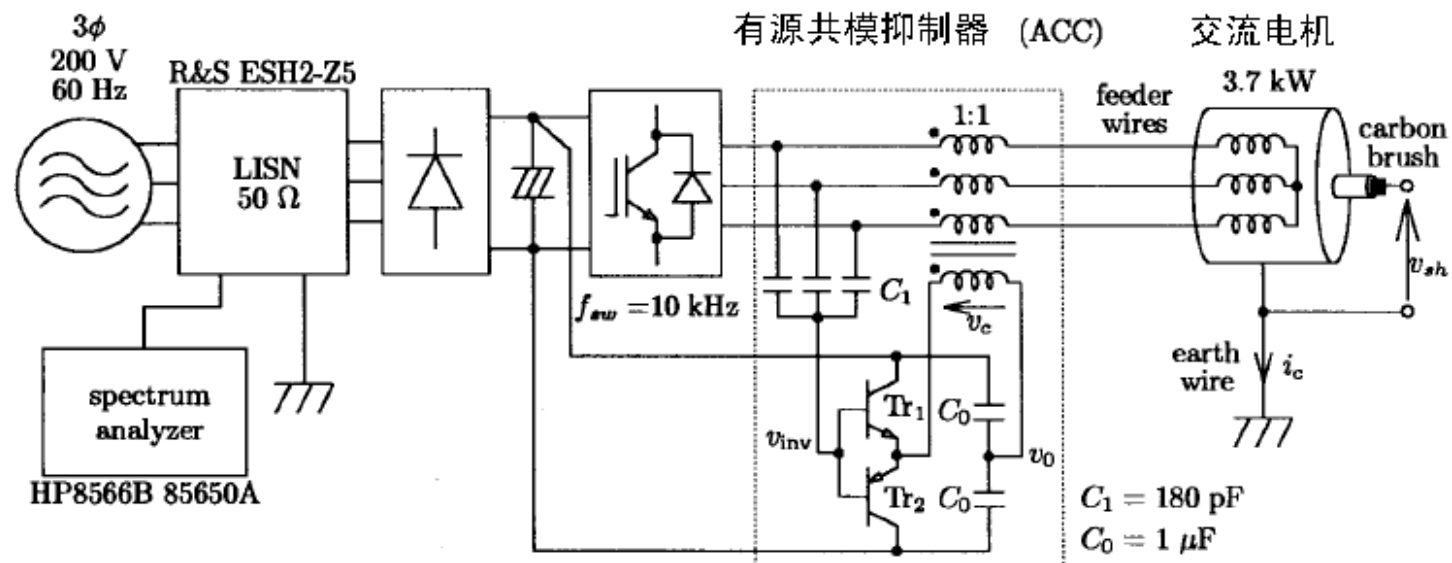 3ϕ
200 V
60 Hz
R&S ESH2-Z5
LISN
50 Ω
spectrum
analyzer
HP8566B 85650A
f_sw = 10 kHz
有源共模抑制器 (ACC)
1:1
C_1
v_c
v_inv
Tr_1
Tr_2
C_0
C_0
v_0
feeder
wires
交流电机
3.7 kW
carbon
brush
v_sh
earth
wire
i_c
C_1 = 180 pF
C_0 = 1 μF